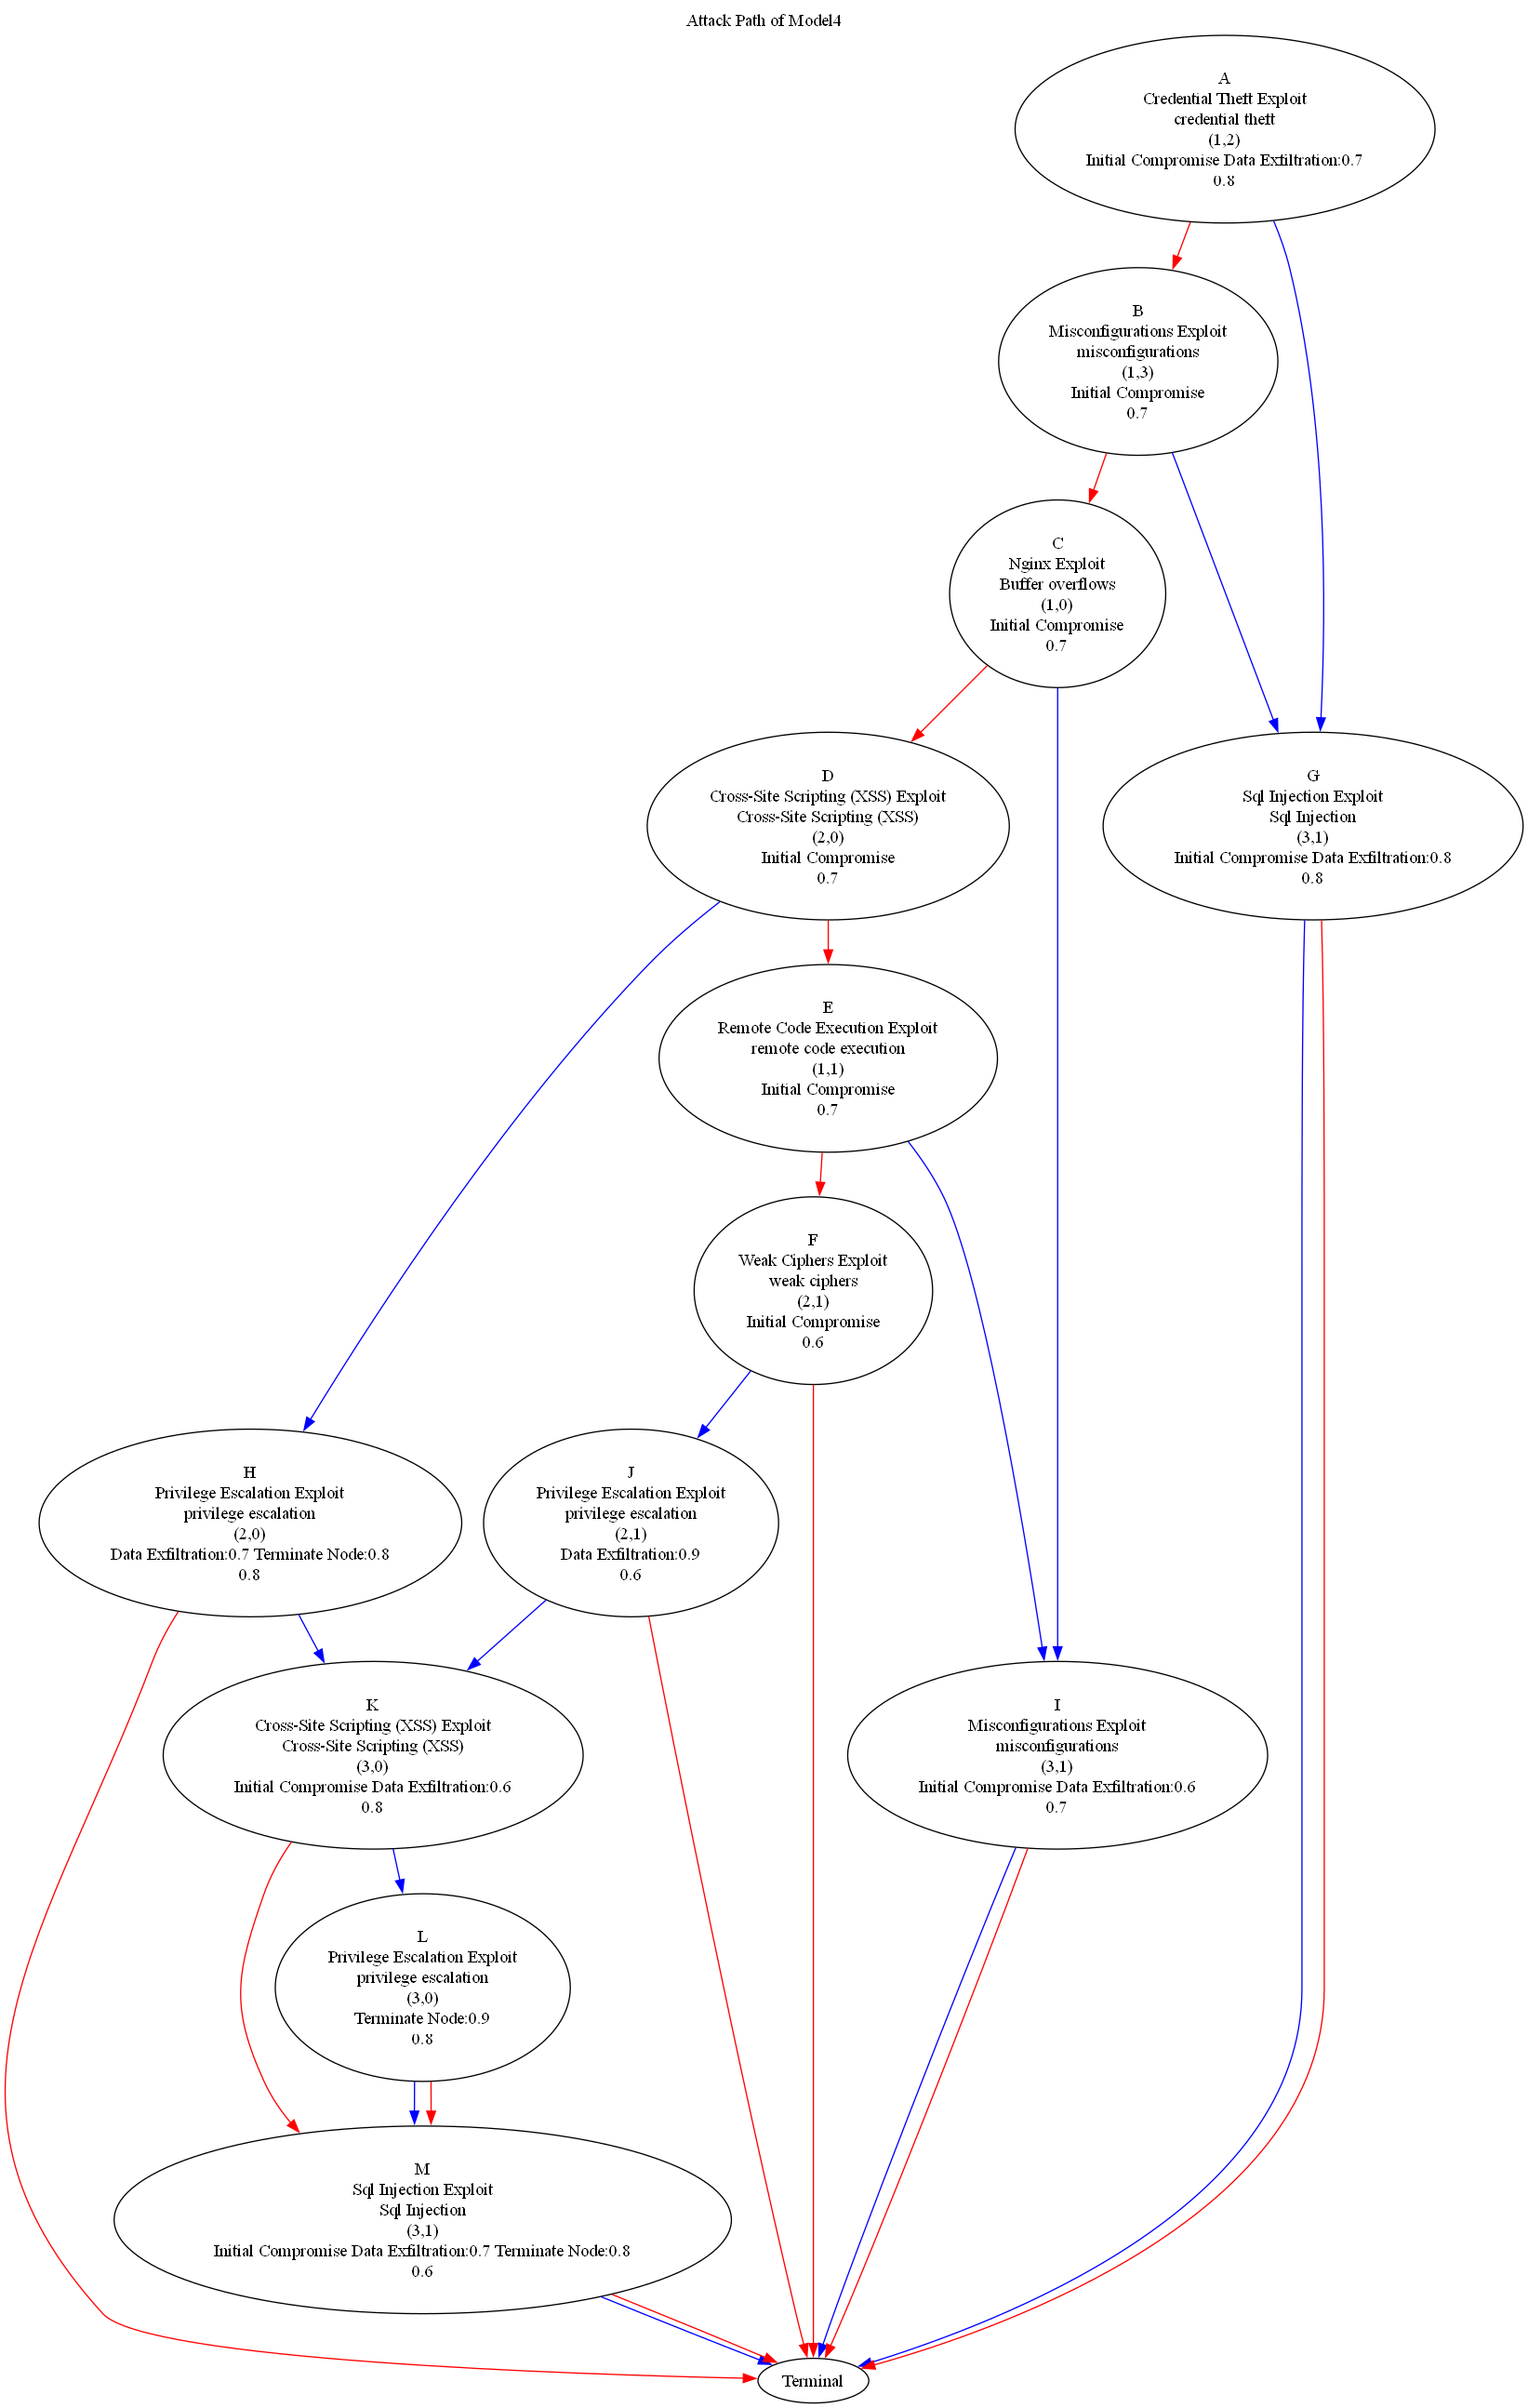 Attack Path of Model4
A
Credential Theft Exploit
credential theft
(1,2)
Initial Compromise Data Exfiltration:0.7
0.8
B
Misconfigurations Exploit
misconfigurations
(1,3)
Initial Compromise
0.7
C
Nginx Exploit
Buffer overflows
(1,0)
Initial Compromise
0.7
D
Cross-Site Scripting (XSS) Exploit
Cross-Site Scripting (XSS)
(2,0)
Initial Compromise
0.7
G
Sql Injection Exploit
Sql Injection
(3,1)
Initial Compromise Data Exfiltration:0.8
0.8
E
Remote Code Execution Exploit
remote code execution
(1,1)
Initial Compromise
0.7
F
Weak Ciphers Exploit
weak ciphers
(2,1)
Initial Compromise
0.6
H
Privilege Escalation Exploit
privilege escalation
(2,0)
Data Exfiltration:0.7 Terminate Node:0.8
0.8
J
Privilege Escalation Exploit
privilege escalation
(2,1)
Data Exfiltration:0.9
0.6
K
Cross-Site Scripting (XSS) Exploit
Cross-Site Scripting (XSS)
(3,0)
Initial Compromise Data Exfiltration:0.6
0.8
I
Misconfigurations Exploit
misconfigurations
(3,1)
Initial Compromise Data Exfiltration:0.6
0.7
L
Privilege Escalation Exploit
privilege escalation
(3,0)
Terminate Node:0.9
0.8
M
Sql Injection Exploit
Sql Injection
(3,1)
Initial Compromise Data Exfiltration:0.7 Terminate Node:0.8
0.6
Terminal